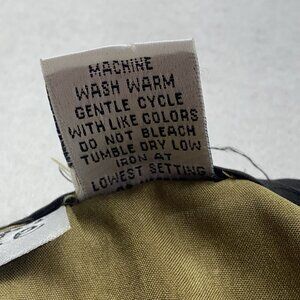 MACHINE
WASH WARM
GENTLE CYCLE
WITH LIKE COLORS
DO NOT BLEACH
TUMBLE DRY LOW
IRON AT
LOWEST SETTING